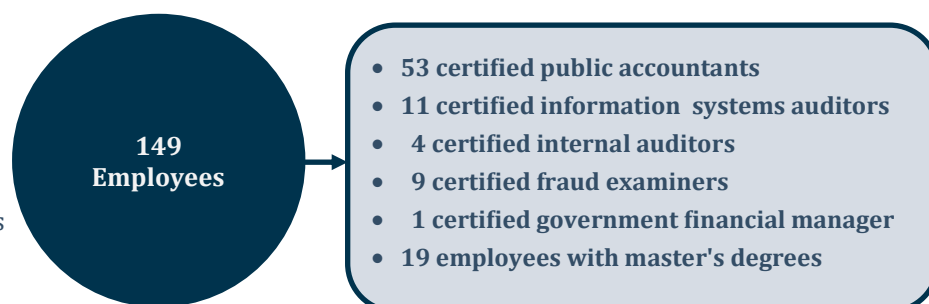 149
Employees
s
• 53 certified public accountants
• 11 certified information systems auditors
• 4 certified internal auditors
• 9 certified fraud examiners
• 1 certified government financial manager
• 19 employees with master's degrees